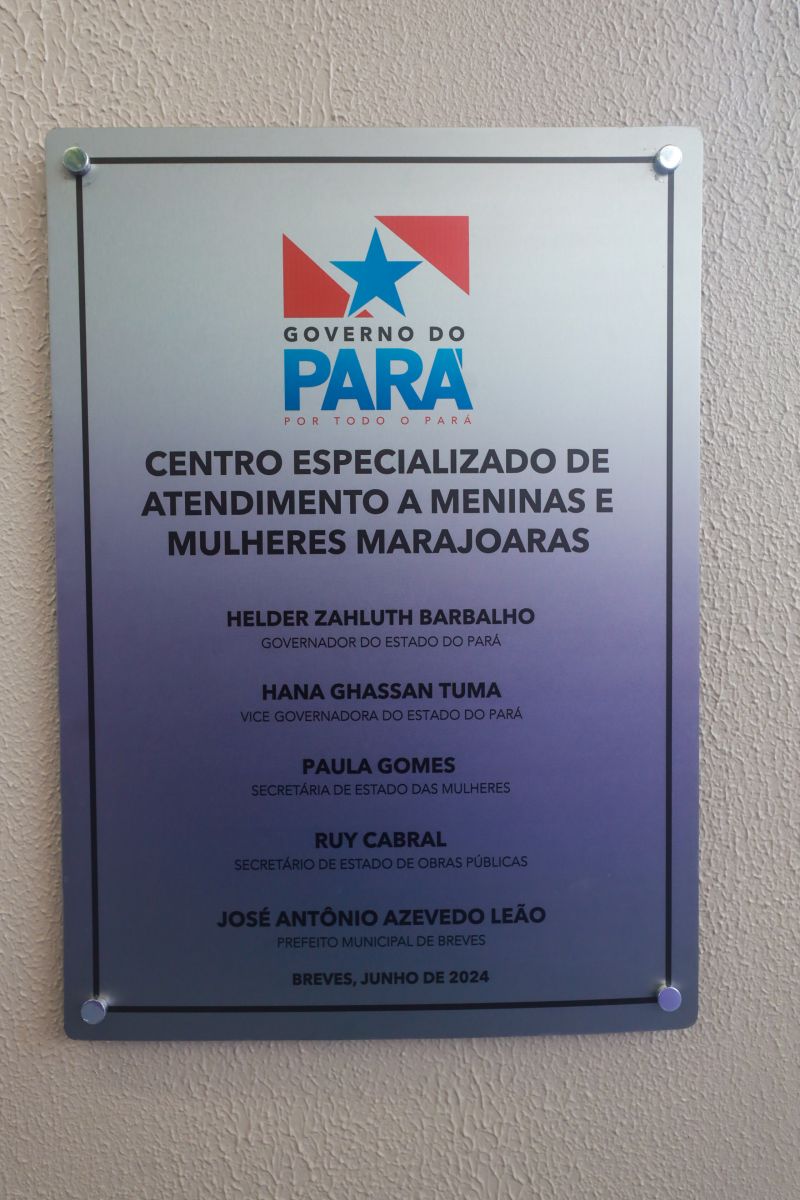 GOVERNO DO
PARÁ
POR TODO O PARÁ
CENTRO ESPECIALIZADO DE
ATENDIMENTO A MENINAS E
MULHERES MARAJOARAS
HELDER ZAHLUTH BARBALHO
GOVERNADOR DO ESTADO DO PARÁ
HANA GHASSAN TUMA
VICE GOVERNADORA DO ESTADO DO PARÁ
PAULA GOMES
SECRETÁRIA DE ESTADO DAS MULHERES
RUY CABRAL
SECRETÁRIO DE ESTADO DE OBRAS PÚBLICAS
JOSÉ ANTÔNIO AZEVEDO LEÃO
PREFEITO MUNICIPAL DE BREVES
BREVES, JUNHO DE 2024